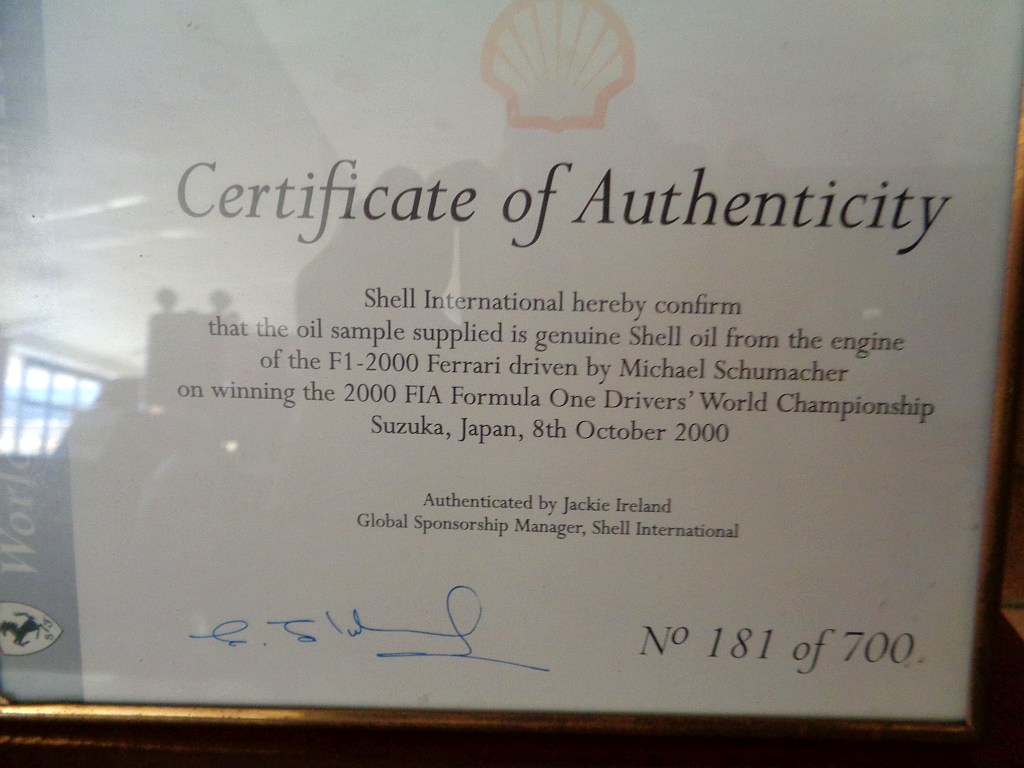 Certificate of Authenticity
Shell International hereby confirm
that the oil sample supplied is genuine Shell oil from the engine
of the F1-2000 Ferrari driven by Michael Schumacher
on winning the 2000 FIA Formula One Drivers' World Championship
Suzuka, Japan, 8th October 2000
Authenticated by Jackie Ireland
Global Sponsorship Manager, Shell International
Nº 181 of 700.
World